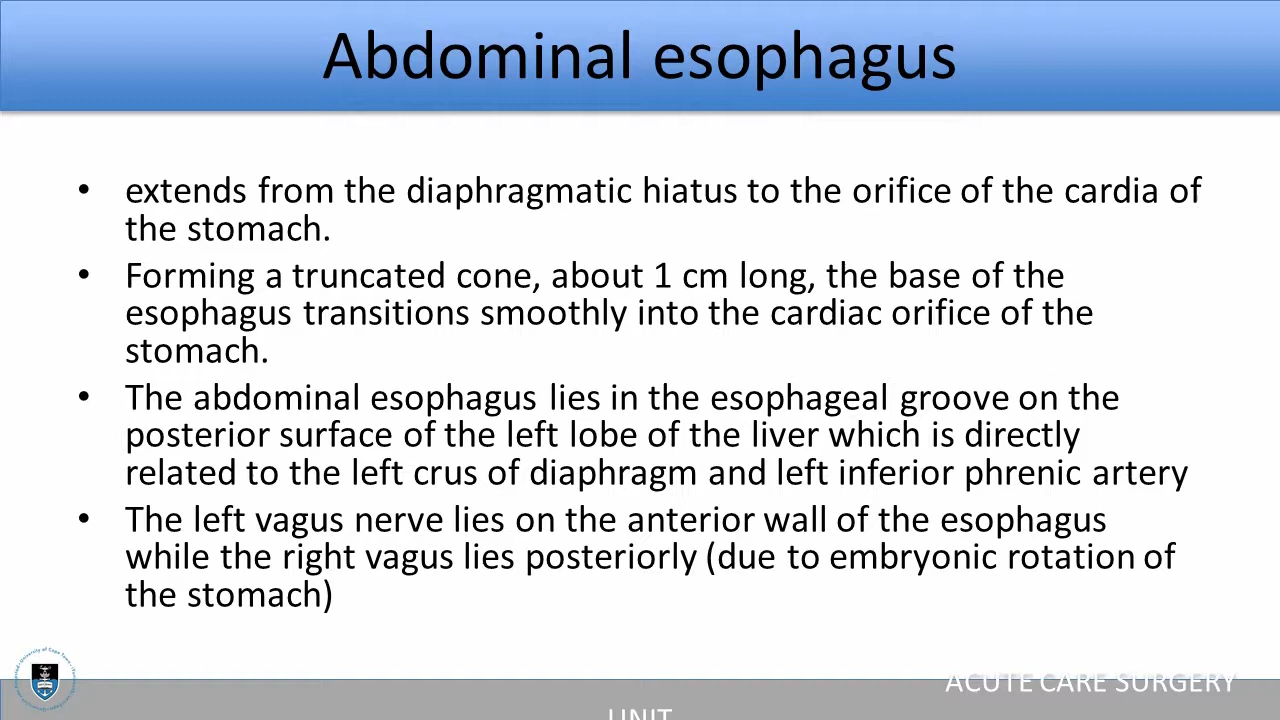 Abdominal esophagus
• extends from the diaphragmatic hiatus to the orifice of the cardia of
the stomach.
• Forming a truncated cone, about 1 cm long, the base of the
esophagus transitions smoothly into the cardiac orifice of the
stomach.
• The abdominal esophagus lies in the esophageal groove on the
posterior surface of the left lobe of the liver which is directly
related to the left crus of diaphragm and left inferior phrenic artery
• The left vagus nerve lies on the anterior wall of the esophagus
while the right vagus lies posteriorly (due to embryonic rotation of
the stomach)
University of Cape Town
ACUTE CARE SURGERY
UNIT